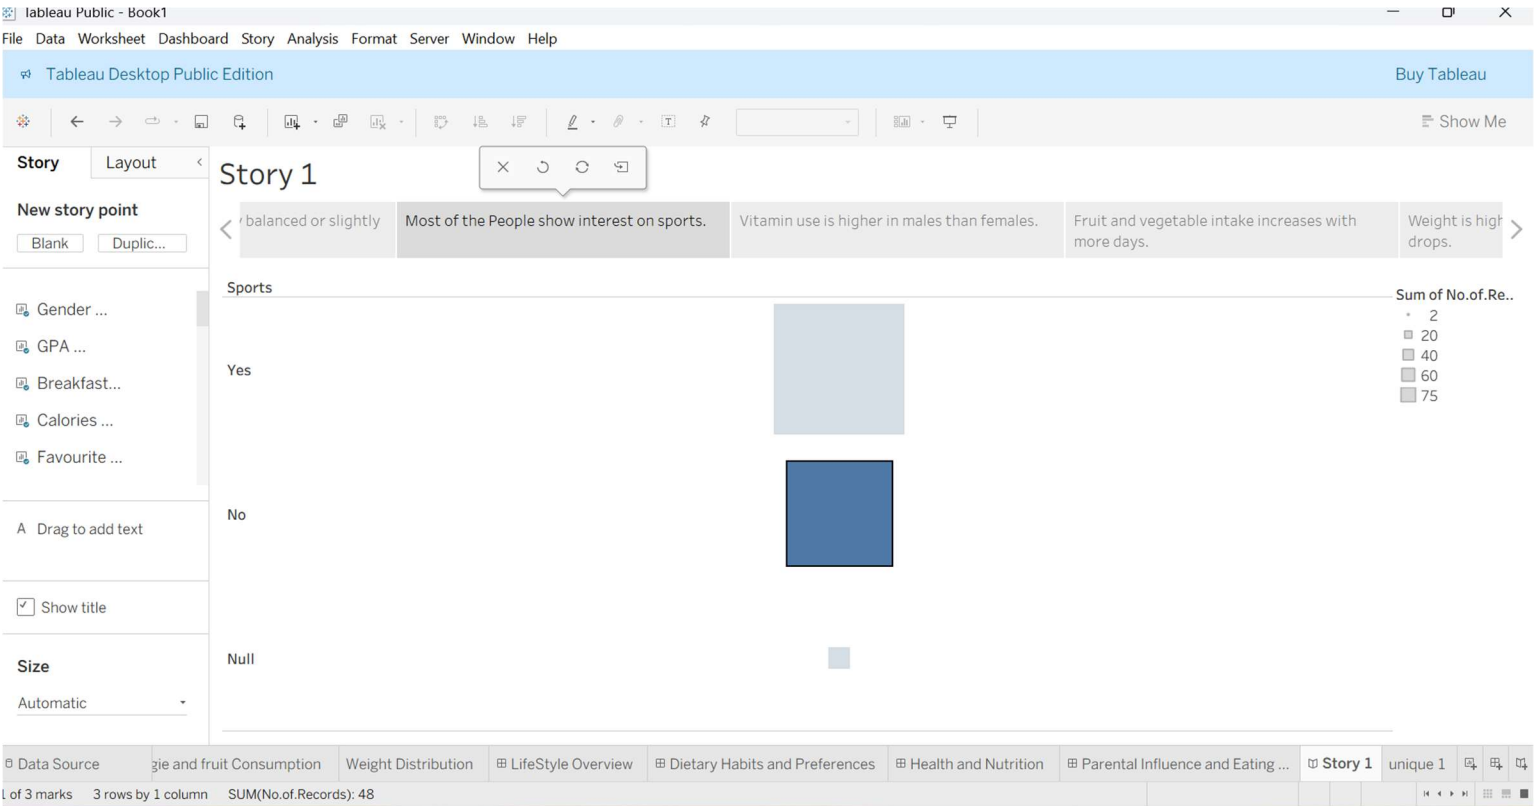 Tableau Public - Book1
File Data Worksheet Dashboard Story Analysis Format Server Window Help
Tableau Desktop Public Edition
Buy Tableau
T
Show Me
Story Layout
New story point
Blank Duplic...
Gender ...
GPA ...
Breakfast...
Calories ...
Favourite ...
A Drag to add text
Show title
Size
Automatic
Story 1
balanced or slightly
Most of the People show interest on sports.
Vitamin use is higher in males than females.
Fruit and vegetable intake increases with
more days.
Weight is high
drops.
Sports
Yes
No
Null
Sum of No.of.Re..
2
20
40
60
75
Data Source gie and fruit Consumption Weight Distribution LifeStyle Overview Dietary Habits and Preferences Health and Nutrition Parental Influence and Eating ... Story 1 unique 1
1 of 3 marks 3 rows by 1 column SUM(No.of.Records): 48